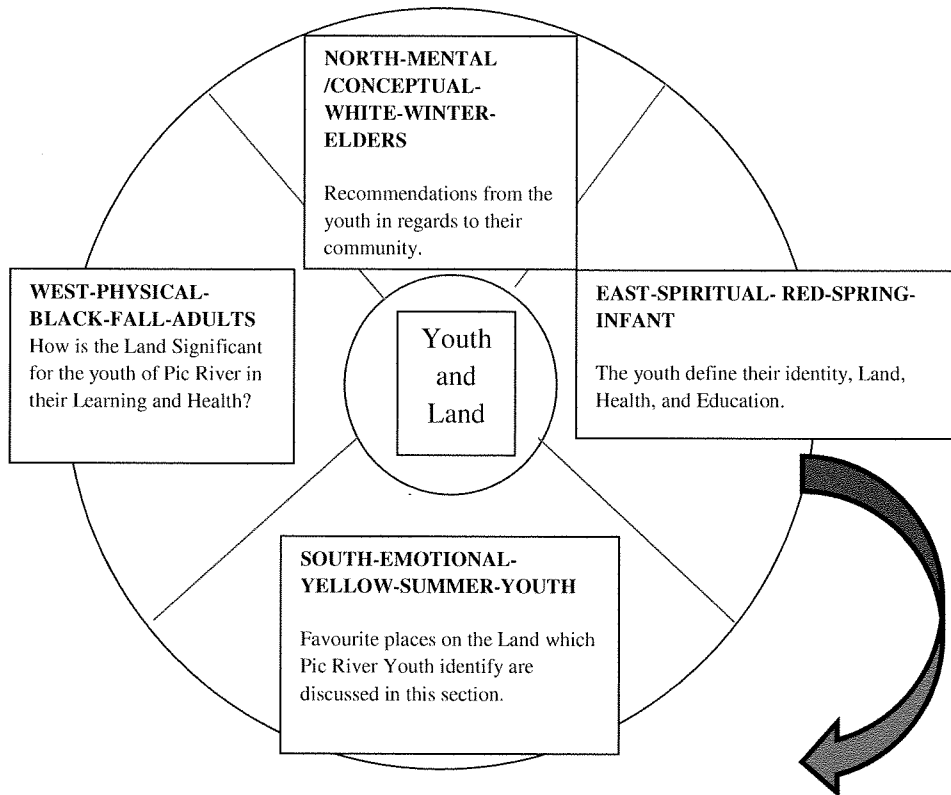 NORTH-MENTAL
/CONCEPTUAL-
WHITE-WINTER-
ELDERS
Recommendations from the
youth in regards to their
community.
WEST-PHYSICAL-
BLACK-FALL-ADULTS
How is the Land Significant
for the youth of Pic River in
their Learning and Health?
Youth
and
Land
EAST-SPIRITUAL- RED-SPRING-
INFANT
The youth define their identity, Land,
Health, and Education.
SOUTH-EMOTIONAL-
YELLOW-SUMMER-YOUTH
Favourite places on the Land which
Pic River Youth identify are
discussed in this section.